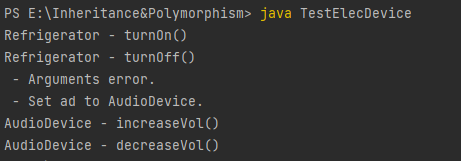 PS E:\Inheritance&Polymorphism> java TestElecDevice
Refrigerator - turnOn()
Refrigerator - turnOff()
 - Arguments error.
 - Set ad to AudioDevice.
AudioDevice - increaseVol()
AudioDevice - decreaseVol()